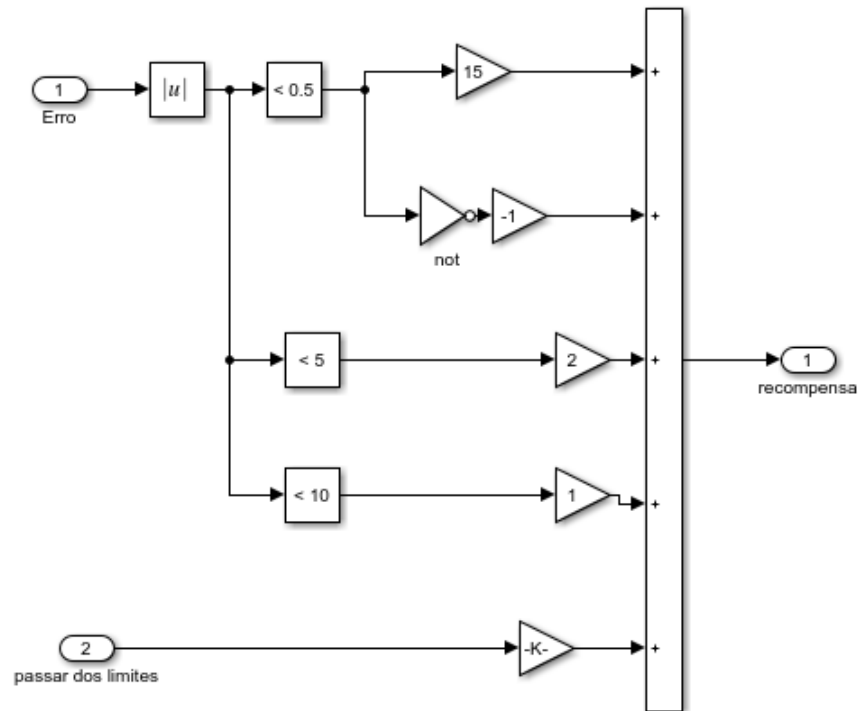 1
Erro
|u|
< 0.5
15
+
not
-1
+
< 5
2
+
1
recompensa
< 10
1
+
2
passar dos limites
-K-
+